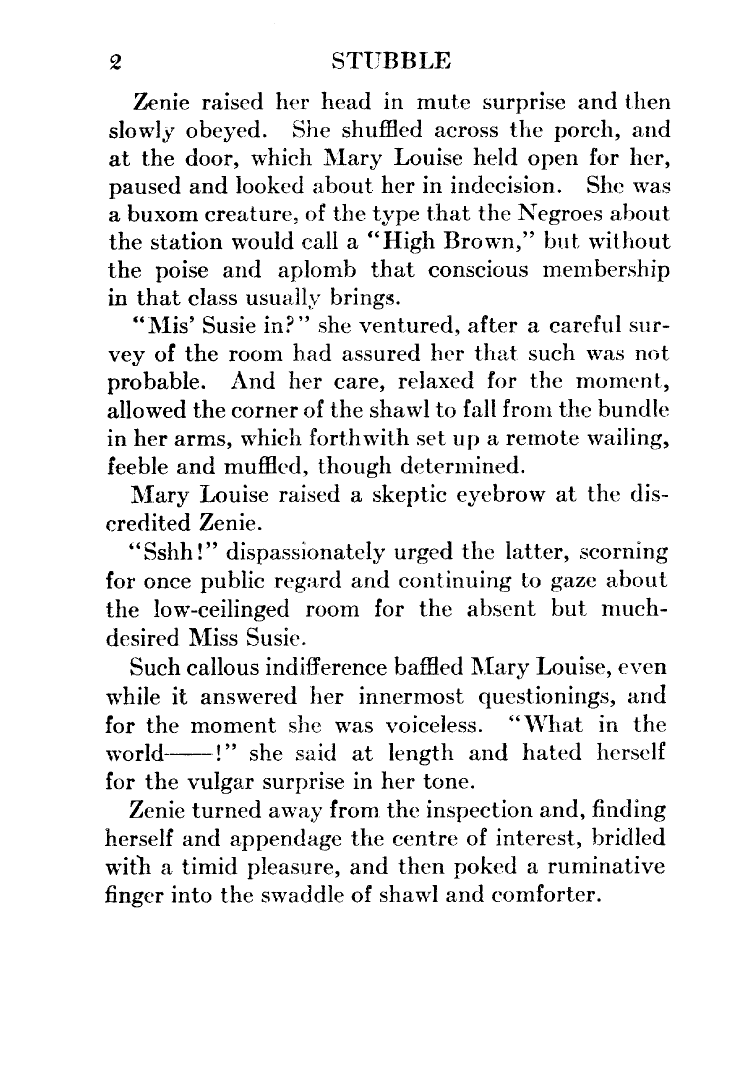 2 STUBBLE
Zenie raised her head in mute surprise and then
slowly obeyed. She shuffled across the porch, and
at the door, which Mary Louise held open for her,
paused and looked about her in indecision. She was
a buxom creature, of the type that the Negroes about
the station would call a “High Brown,” but without
the poise and aplomb that conscious membership
in that class usually brings.
“Mis’ Susie in?” she ventured, after a careful sur-
vey of the room had assured her that such was not
probable. And her care, relaxed for the moment,
allowed the corner of the shawl to fall from the bundle
in her arms, which forthwith set up a remote wailing,
feeble and muffled, though determined.
Mary Louise raised a skeptic eyebrow at the dis-
credited Zenie.
“Sshh!” dispassionately urged the latter, scorning
for once public regard and continuing to gaze about
the low-ceilinged room for the absent but much-
desired Miss Susie.
Such callous indifference baffled Mary Louise, even
while it answered her innermost questionings, and
for the moment she was voiceless. “What in the
world——!” she said at length and hated herself
for the vulgar surprise in her tone.
Zenie turned away from the inspection and, finding
herself and appendage the centre of interest, bridled
with a timid pleasure, and then poked a ruminative
finger into the swaddle of shawl and comforter.